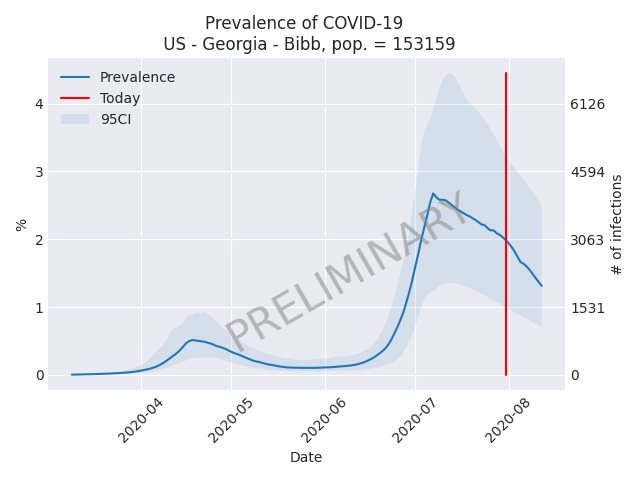 Prevalence of COVID-19
US - Georgia - Bibb, pop. = 153159
Prevalence
Today
95CI
PRELIMINARY
%
4
3
2
1
0
6126
4594
3063
1531
0
# of infections
2020-04
2020-05
2020-06
2020-07
2020-08
Date